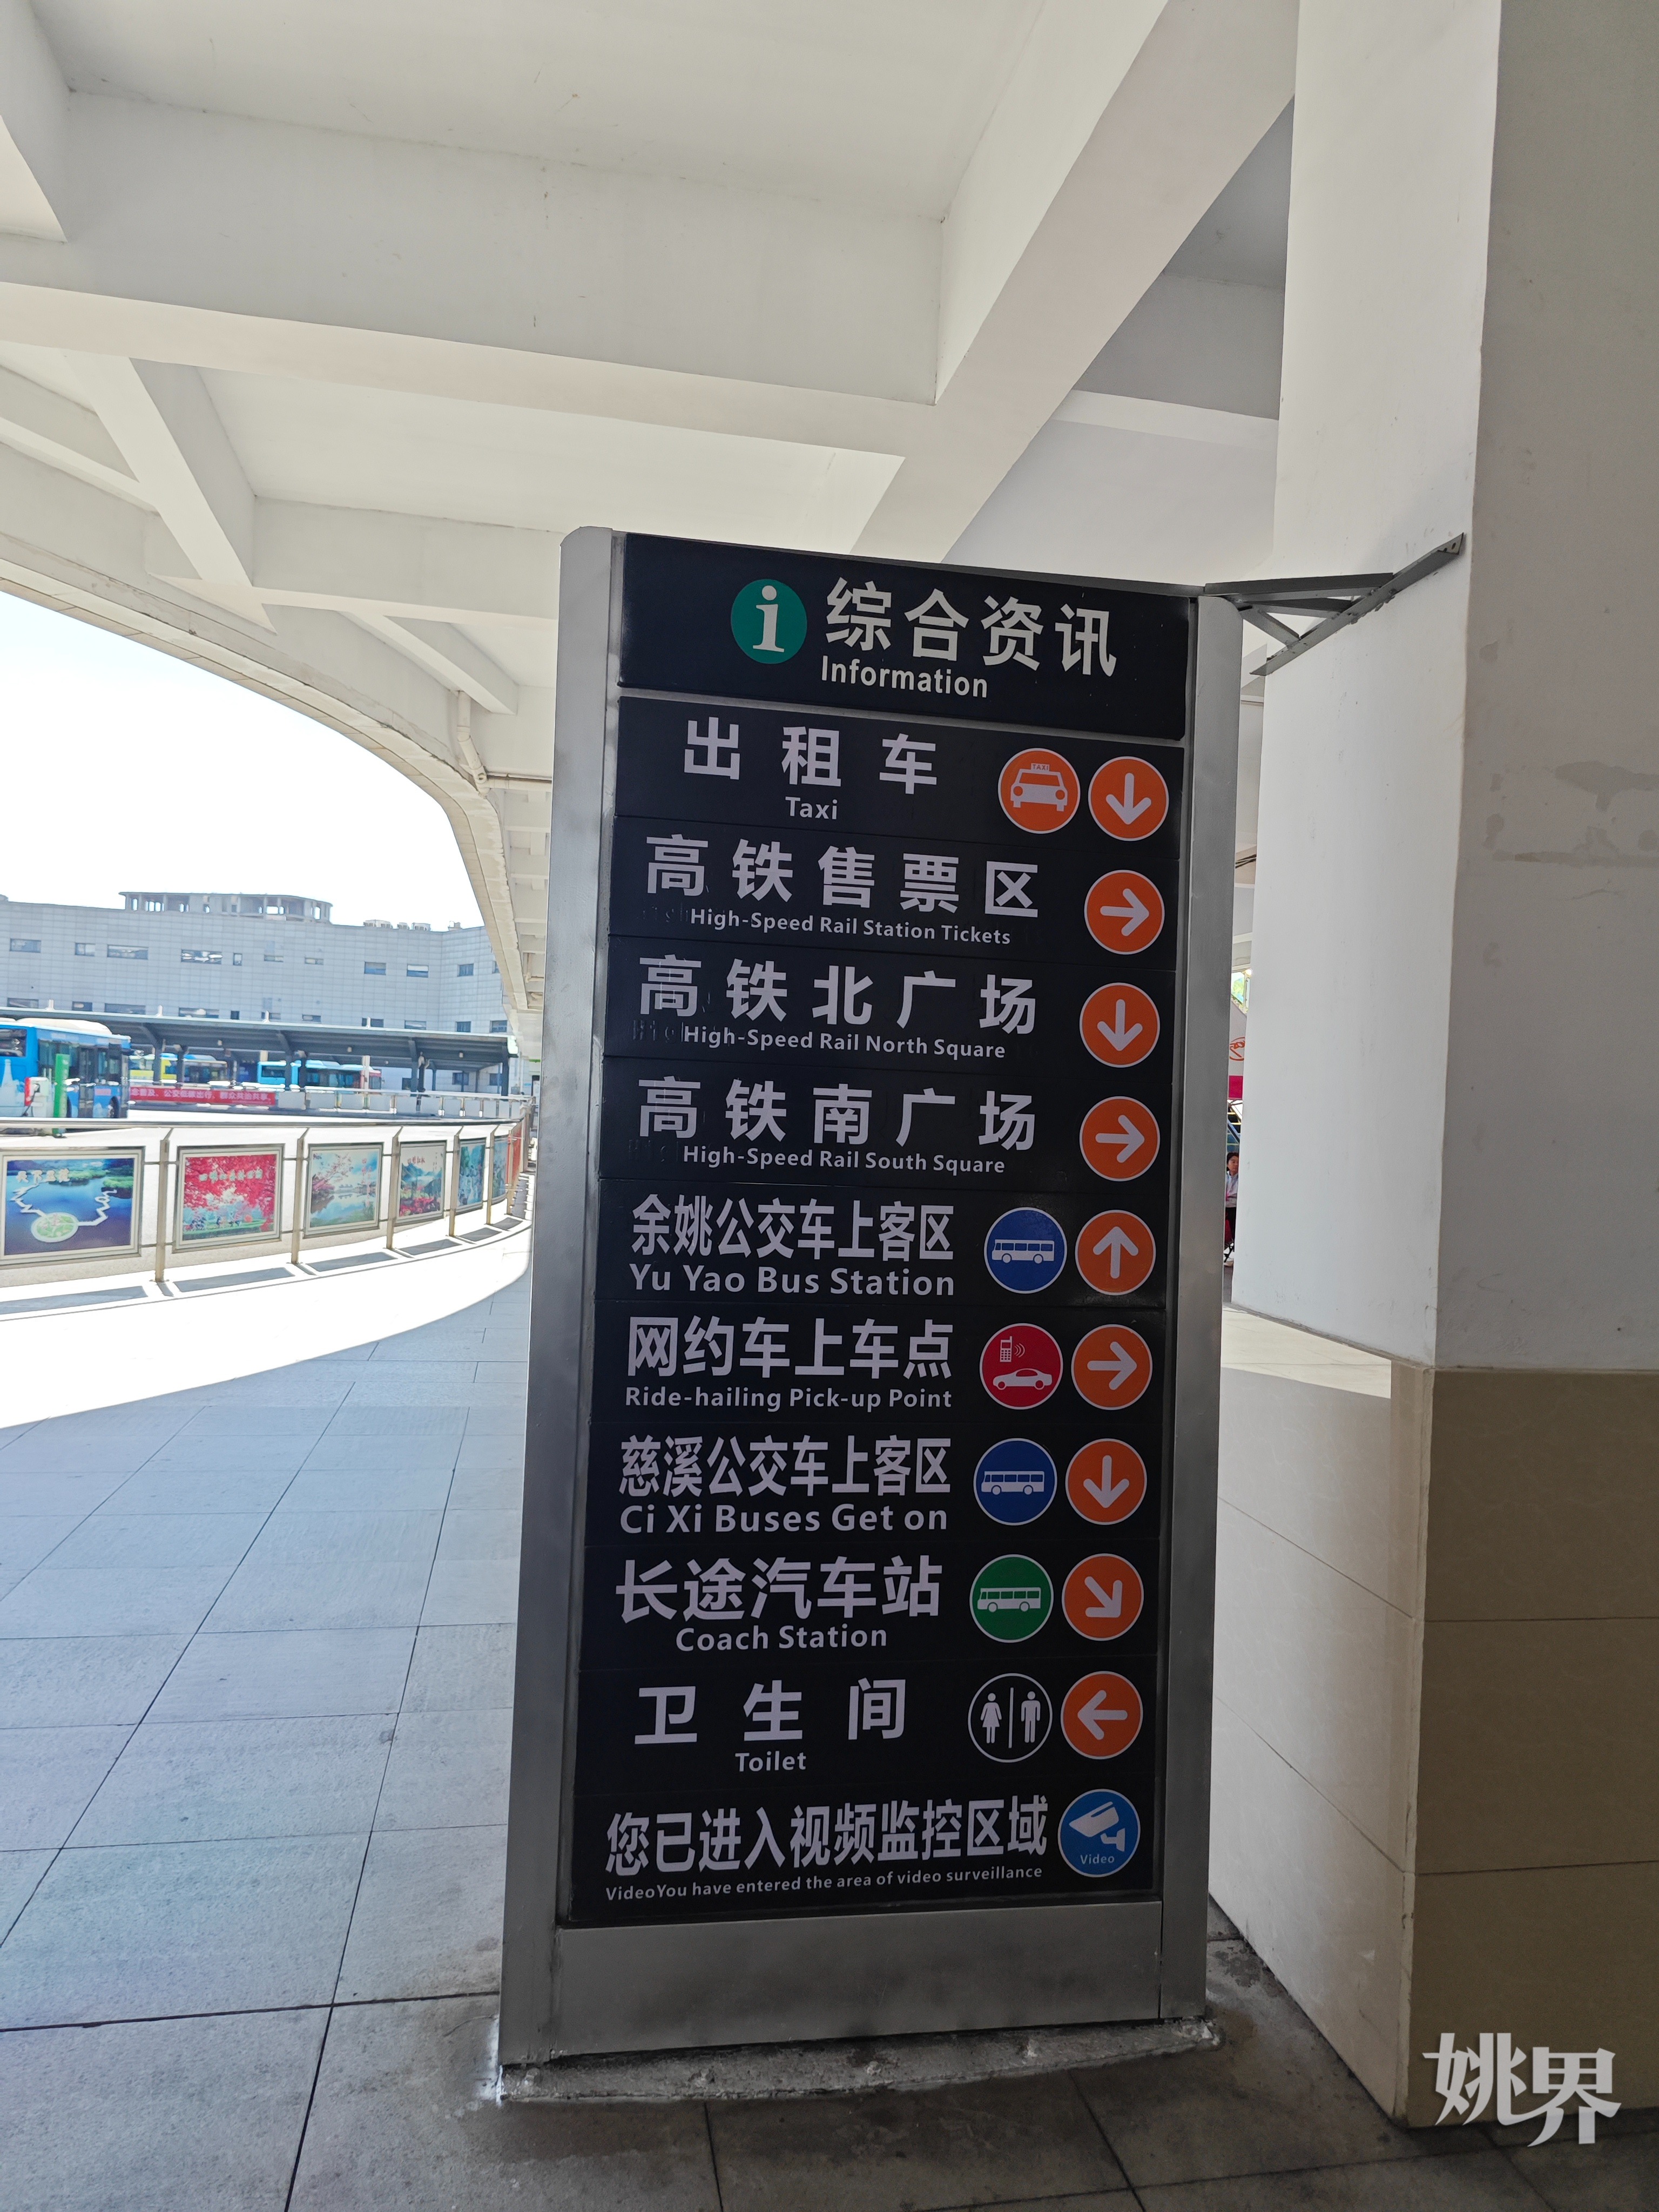 综合资讯
Information
出租车
Taxi
TAXI
高铁售票区
High-Speed Rail Station Tickets
高铁北广场
High-Speed Rail North Square
高铁南广场
High-Speed Rail South Square
余姚公交车上客区
Yu Yao Bus Station
网约车上车点
Ride-hailing Pick-up Point
慈溪公交车上客区
Ci Xi Buses Get on
长途汽车站
Coach Station
卫生间
Toilet
您已进入视频监控区域
Video
VideoYou have entered the area of video surveillance
姚界